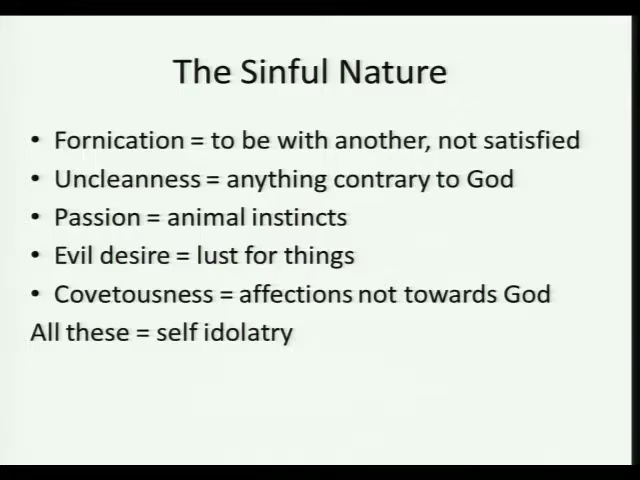 The Sinful Nature
• Fornication = to be with another, not satisfied
• Uncleanness = anything contrary to God
• Passion = animal instincts
• Evil desire = lust for things
• Covetousness = affections not towards God
All these = self idolatry